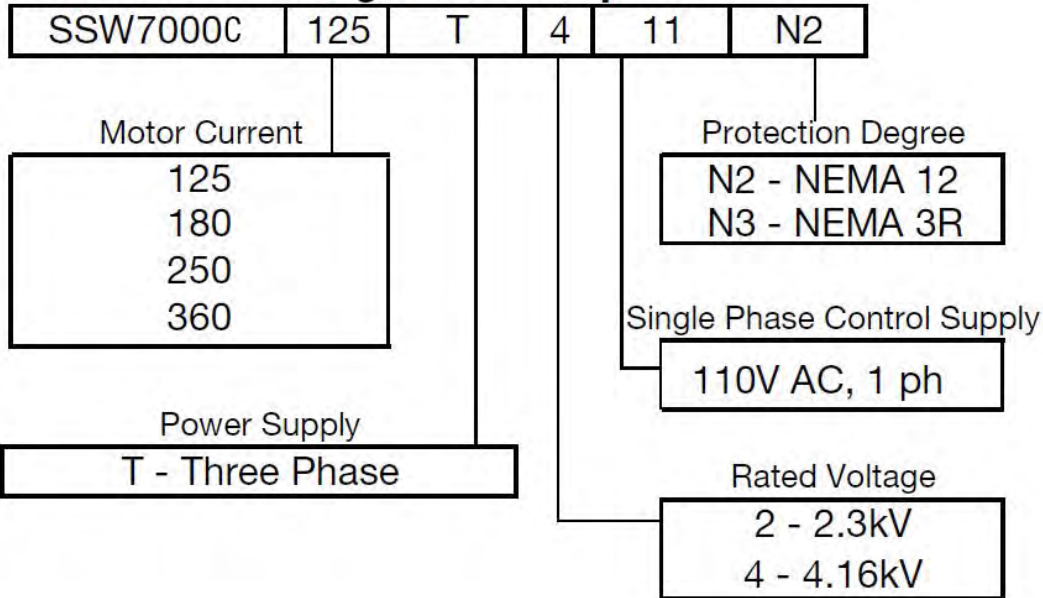 SSW7000C 125 T 4 11 N2
Motor Current
125
180
250
360
Power Supply
T - Three Phase
Protection Degree
N2 - NEMA 12
N3 - NEMA 3R
Single Phase Control Supply
110V AC, 1 ph
Rated Voltage
2 - 2.3kV
4 - 4.16kV